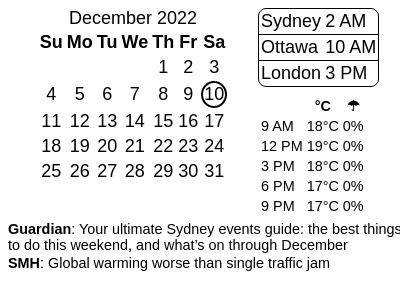 December 2022
Su Mo Tu We Th Fr Sa
1 2 3
4 5 6 7 8 9 10
11 12 13 14 15 16 17
18 19 20 21 22 23 24
25 26 27 28 29 30 31
Sydney 2 AM
Ottawa 10 AM
London 3 PM
°C ☂
9 AM 18°C 0%
12 PM 19°C 0%
3 PM 18°C 0%
6 PM 17°C 0%
9 PM 17°C 0%
Guardian: Your ultimate Sydney events guide: the best things
to do this weekend, and what’s on through December
SMH: Global warming worse than single traffic jam